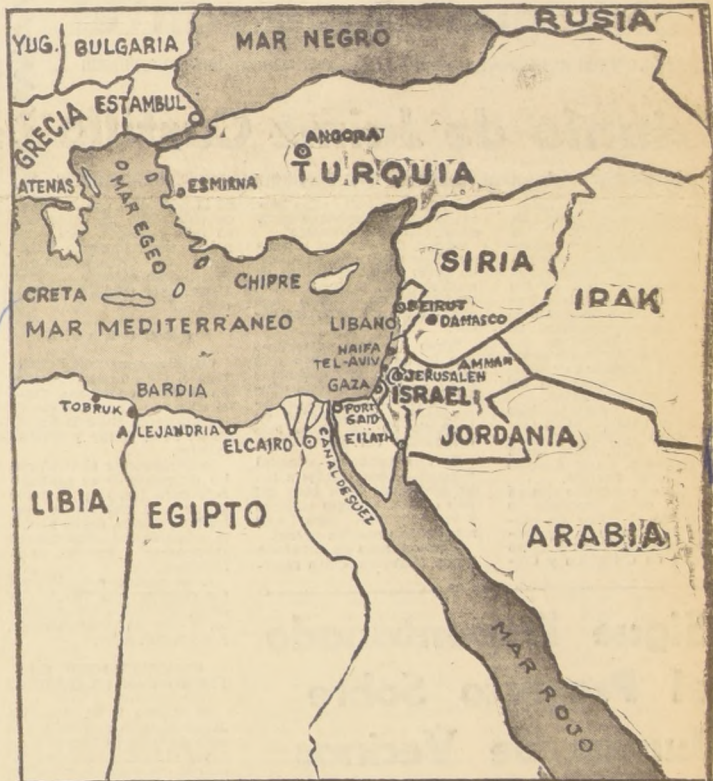 RUSIA
YUG.
BULGARIA
MAR NEGRO
ESTAMBUL
GRECIA
ANGORA
TURQUIA
ATENAS
ESMIRNA
MAR EGEO
SIRIA
CHIPRE
IRAK
CRETA
BEIRUT
MAR MEDITERRANEO
LIBANO
DAMASCO
NAIFA
TEL-AVIV
AMMAN
JERUSALEN
GAZA
BARDIA
ISRAEL
TOBRUK
PORT
SAID
ALEJANDRIA
EL CAIRO
EILATH
JORDANIA
CANAL DE SUEZ
LIBIA
EGIPTO
ARABIA
MAR ROJO